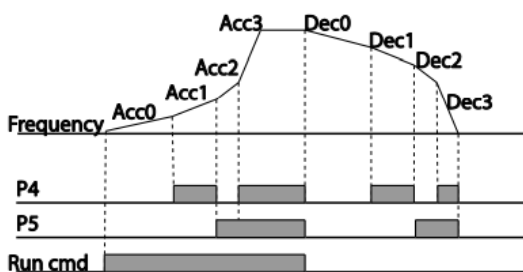 Acc3
Dec0
Dec1
Acc2
Dec2
Acc1
Acc0
Dec3
Frequency
P4
P5
Run cmd